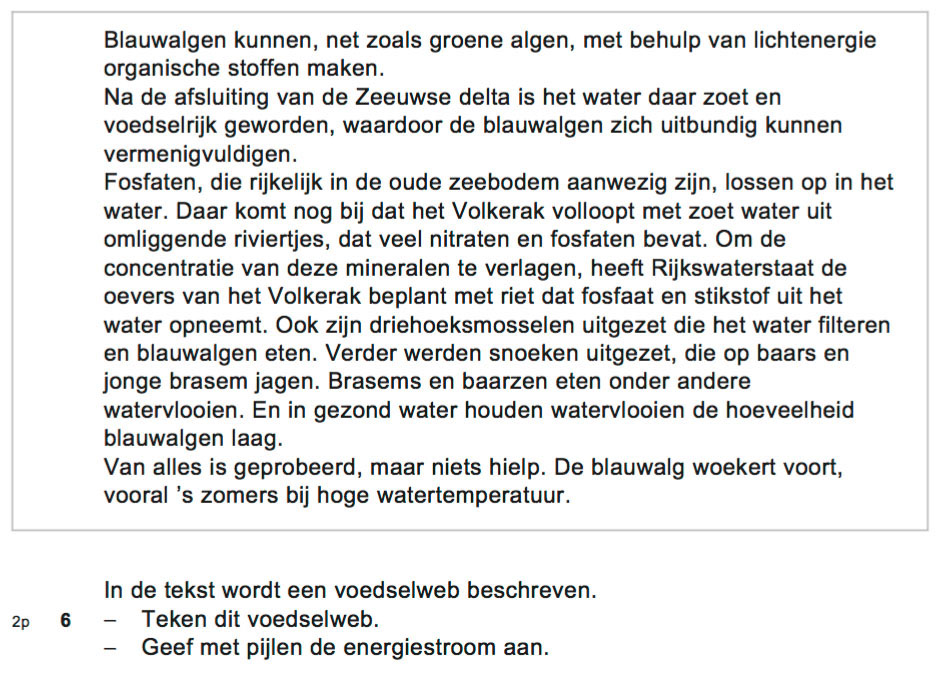 Blauwalgen kunnen, net zoals groene algen, met behulp van lichtenergie
organische stoffen maken.
Na de afsluiting van de Zeeuwse delta is het water daar zoet en
voedselrijk geworden, waardoor de blauwalgen zich uitbundig kunnen
vermenigvuldigen.
Fosfaten, die rijkelijk in de oude zeebodem aanwezig zijn, lossen op in het
water. Daar komt nog bij dat het Volkerak volloopt met zoet water uit
omliggende riviertjes, dat veel nitraten en fosfaten bevat. Om de
concentratie van deze mineralen te verlagen, heeft Rijkswaterstaat de
oevers van het Volkerak beplant met riet dat fosfaat en stikstof uit het
water opneemt. Ook zijn driehoeksmosselen uitgezet die het water filteren
en blauwalgen eten. Verder werden snoeken uitgezet, die op baars en
jonge brasem jagen. Brasems en baarzen eten onder andere
watervlooien. En in gezond water houden watervlooien de hoeveelheid
blauwalgen laag.
Van alles is geprobeerd, maar niets hielp. De blauwalg woekert voort,
vooral 's zomers bij hoge watertemperatuur.
In de tekst wordt een voedselweb beschreven.
2p 6 – Teken dit voedselweb.
– Geef met pijlen de energiestroom aan.